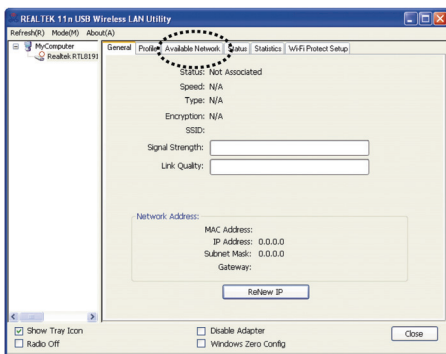 REALTEK 11n USB Wireless LAN Utility
Refresh(R) Mode(M) About(A)
MyComputer
Realtek RTL8191
General Profile Available Network Status Statistics Wi-Fi Protect Setup
Status: Not Associated
Speed: N/A
Type: N/A
Encryption: N/A
SSID:
Signal Strength:
Link Quality:
Network Address:
MAC Address:
IP Address: 0.0.0.0
Subnet Mask: 0.0.0.0
Gateway:
ReNew IP
Show Tray Icon
Radio Off
Disable Adapter
Windows Zero Config
Close